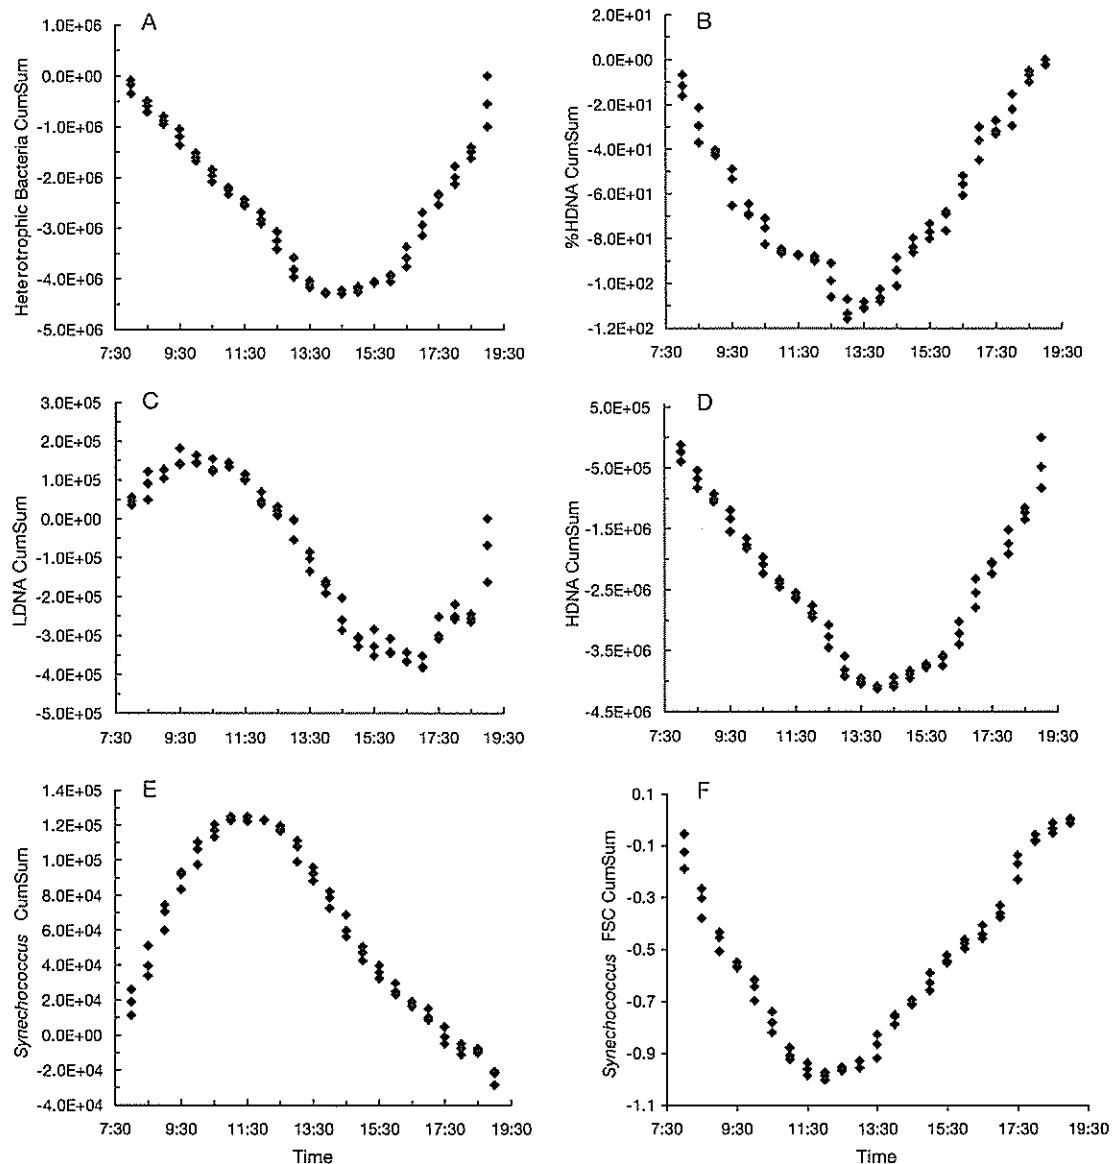 A
Heterotrophic Bacteria CumSum
1.0E+06
0.0E+00
-1.0E+06
-2.0E+06
-3.0E+06
-4.0E+06
-5.0E+06
7:30 9:30 11:30 13:30 15:30 17:30 19:30
B
%HDNA CumSum
2.0E+01
0.0E+00
-2.0E+01
-4.0E+01
-6.0E+01
-8.0E+01
-1.0E+02
-1.2E+02
7:30 9:30 11:30 13:30 15:30 17:30 19:30
C
LDNA CumSum
3.0E+05
2.0E+05
1.0E+05
0.0E+00
-1.0E+05
-2.0E+05
-3.0E+05
-4.0E+05
-5.0E+05
7:30 9:30 11:30 13:30 15:30 17:30 19:30
D
HDNA CumSum
5.0E+05
-5.0E+05
-1.5E+06
-2.5E+06
-3.5E+06
-4.5E+06
7:30 9:30 11:30 13:30 15:30 17:30 19:30
E
Synechococcus CumSum
1.4E+05
1.2E+05
1.0E+05
8.0E+04
6.0E+04
4.0E+04
2.0E+04
0.0E+00
-2.0E+04
-4.0E+04
7:30 9:30 11:30 13:30 15:30 17:30 19:30
Time
F
Synechococcus FSC CumSum
0.1
-0.1
-0.3
-0.5
-0.7
-0.9
-1.1
7:30 9:30 11:30 13:30 15:30 17:30 19:30
Time